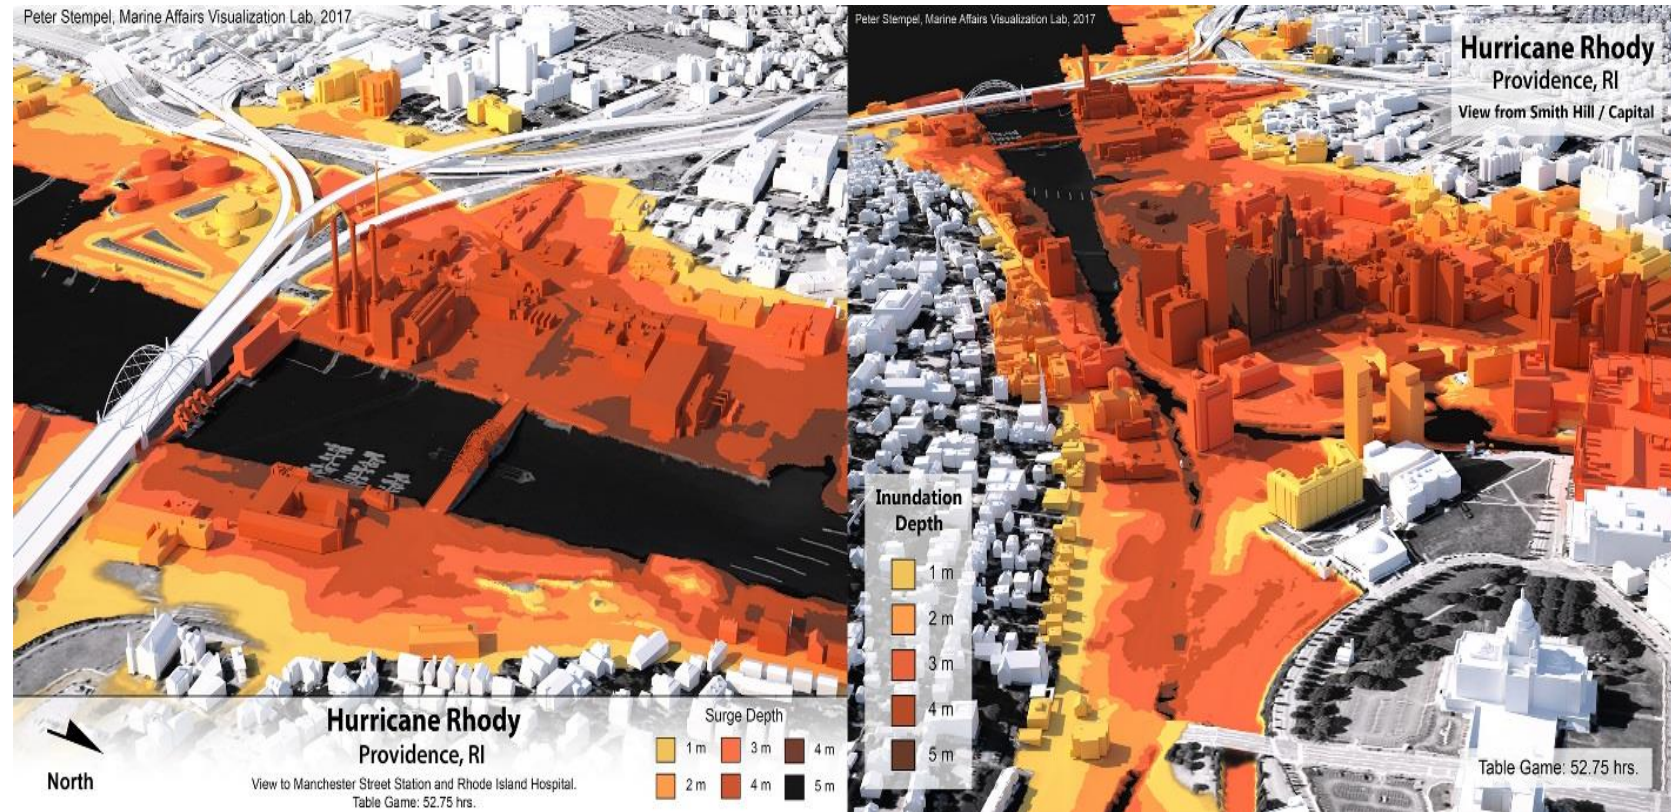 Peter Stempel, Marine Affairs Visualization Lab, 2017
North
Hurricane Rhody
Providence, RI
View to Manchester Street Station and Rhode Island Hospital.
Table Game: 52.75 hrs.
Surge Depth
1 m
3 m
4 m
2 m
4 m
5 m
Peter Stempel, Marine Affairs Visualization Lab, 2017
Hurricane Rhody
Providence, RI
View from Smith Hill / Capital
Inundation
Depth
1 m
2 m
3 m
4 m
5 m
Table Game: 52.75 hrs.